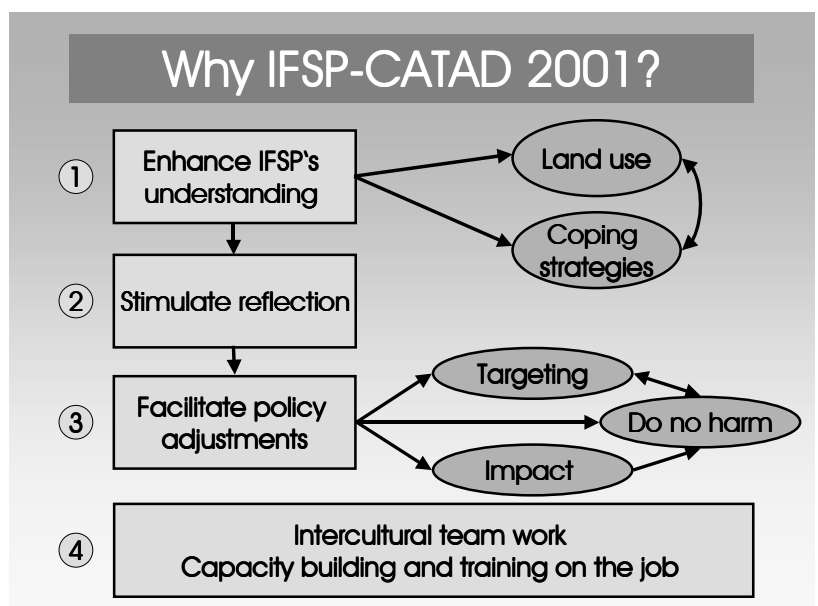 Why IFSP-CATAD 2001?
1
Enhance IFSP‘s
understanding
Land use
Coping
strategies
2
Stimulate reflection
3
Facilitate policy
adjustments
Targeting
Do no harm
Impact
4
Intercultural team work
Capacity building and training on the job